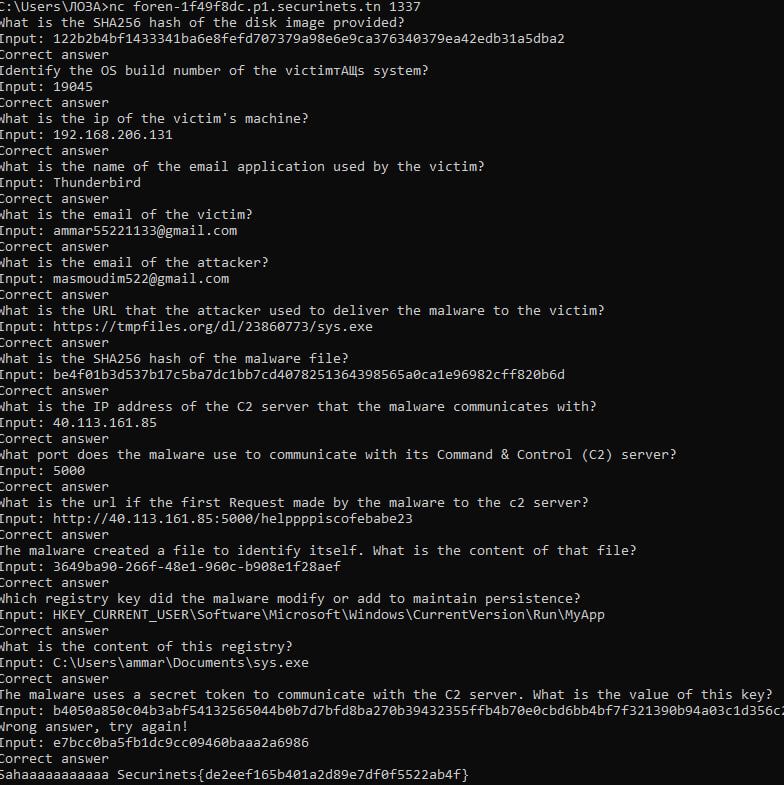 C:\Users\ЛОЗА>nc foren-1f49f8dc.p1.securinets.tn 1337
What is the SHA256 hash of the disk image provided?
Input: 122b2b4bf1433341ba6e8fefd707379a98e6e9ca376340379ea42edb31a5dba2
Correct answer
Identify the OS build number of the victimтАЩs system?
Input: 19045
Correct answer
What is the ip of the victim's machine?
Input: 192.168.206.131
Correct answer
What is the name of the email application used by the victim?
Input: Thunderbird
Correct answer
What is the email of the victim?
Input: ammar55221133@gmail.com
Correct answer
What is the email of the attacker?
Input: masmoudim522@gmail.com
Correct answer
What is the URL that the attacker used to deliver the malware to the victim?
Input: https://tmpfiles.org/dl/23860773/sys.exe
Correct answer
What is the SHA256 hash of the malware file?
Input: be4f01b3d537b17c5ba7dc1bb7cd4078251364398565a0ca1e96982cff820b6d
Correct answer
What is the IP address of the C2 server that the malware communicates with?
Input: 40.113.161.85
Correct answer
What port does the malware use to communicate with its Command & Control (C2) server?
Input: 5000
Correct answer
What is the url if the first Request made by the malware to the c2 server?
Input: http://40.113.161.85:5000/helppppiscofebabe23
Correct answer
The malware created a file to identify itself. What is the content of that file?
Input: 3649ba90-266f-48e1-960c-b908e1f28aef
Correct answer
Which registry key did the malware modify or add to maintain persistence?
Input: HKEY_CURRENT_USER\Software\Microsoft\Windows\CurrentVersion\Run\MyApp
Correct answer
What is the content of this registry?
Input: C:\Users\ammar\Documents\sys.exe
Correct answer
The malware uses a secret token to communicate with the C2 server. What is the value of this key?
Input: b4050a850c04b3abf54132565044b0b7d7bfd8ba270b39432355ffb4b70e0cbd6bb4bf7f321390b94a03c1d356c2
Wrong answer, try again!
Input: e7bcc0ba5fb1dc9cc09460baaa2a6986
Correct answer
Sahaaaaaaaaaaa Securinets{de2eef165b401a2d89e7df0f5522ab4f}